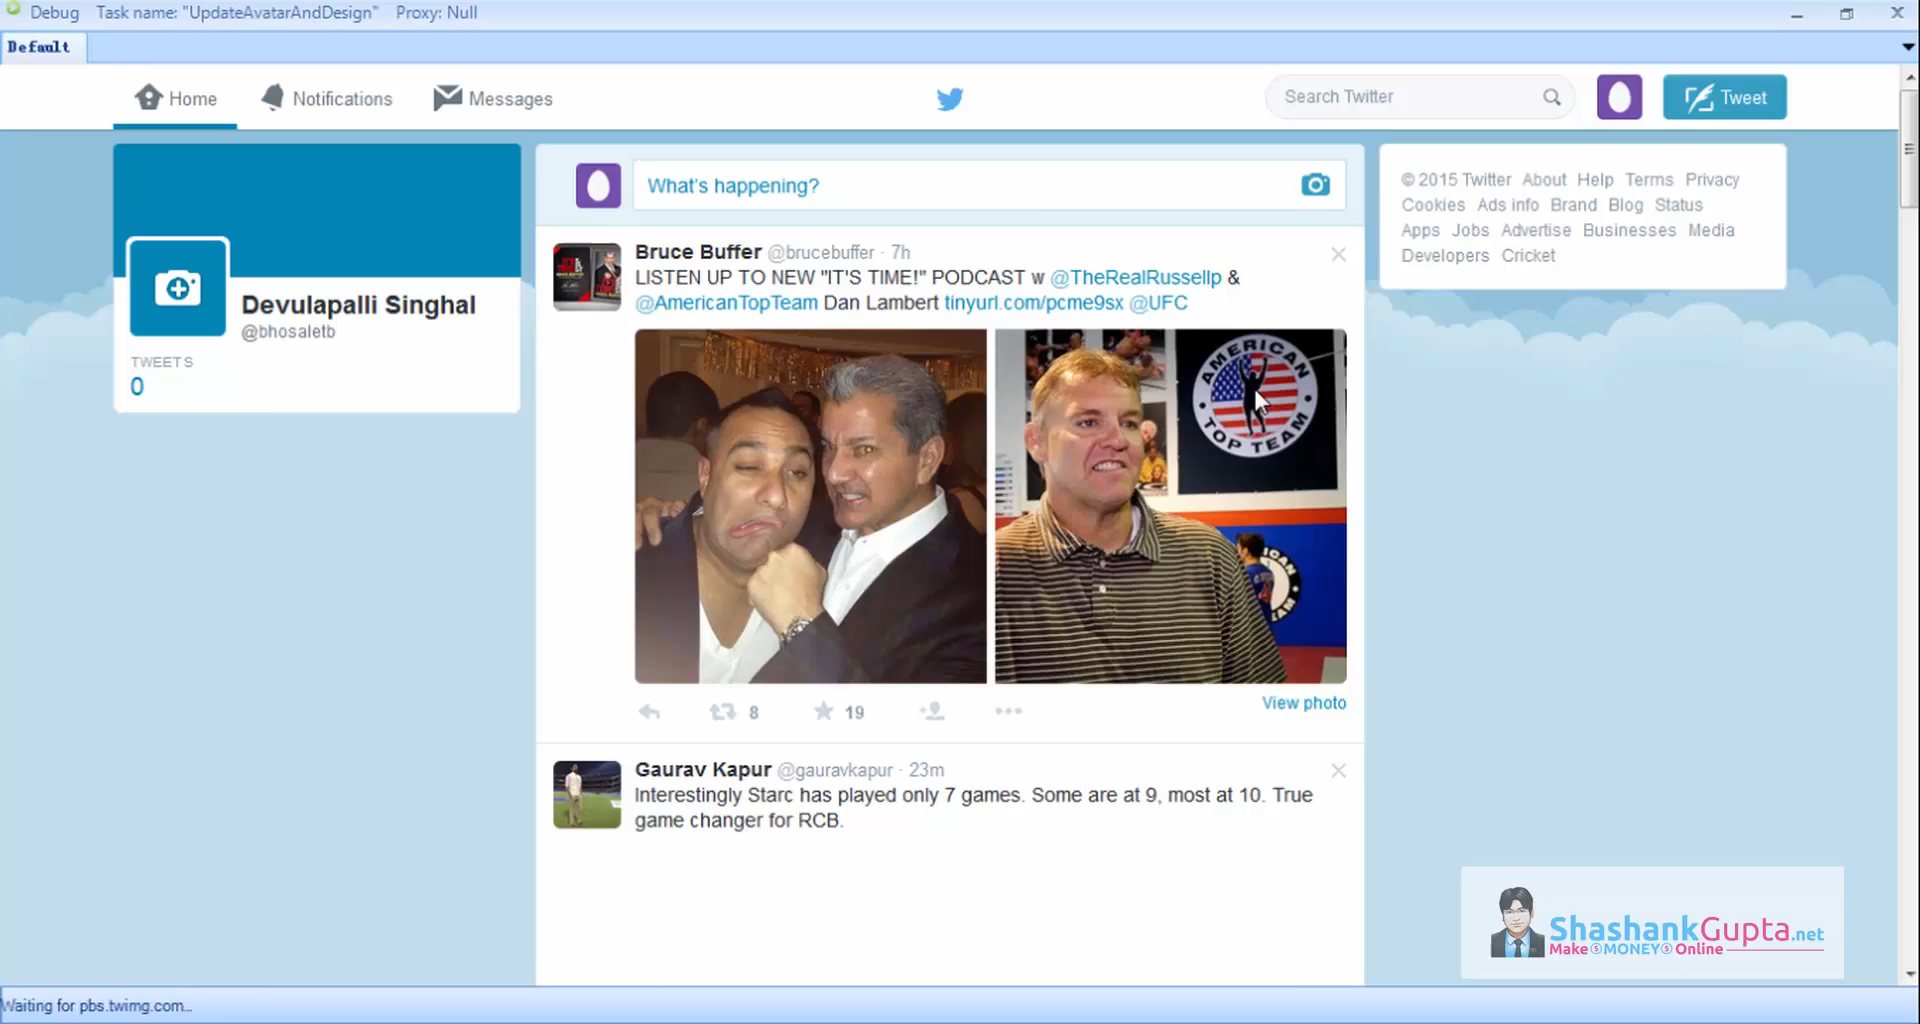 Debug Task name: "UpdateAvatarAndDesign" Proxy: Null
Default
Home Notifications Messages
Search Twitter
Tweet
Devulapalli Singhal
@bhosaletb
TWEETS
0
What's happening?
Bruce Buffer @brucebuffer · 7h
LISTEN UP TO NEW "IT'S TIME!" PODCAST w @TheRealRussellp &
@AmericanTopTeam Dan Lambert tinyurl.com/pcme9sx @UFC
AMERICAN
TOP TEAM
8 19
View photo
Gaurav Kapur @gauravkapur · 23m
Interestingly Starc has played only 7 games. Some are at 9, most at 10. True
game changer for RCB.
© 2015 Twitter About Help Terms Privacy
Cookies Ads info Brand Blog Status
Apps Jobs Advertise Businesses Media
Developers Cricket
ShashankGupta.net
Make $MONEY$ Online
Waiting for pbs.twimg.com...